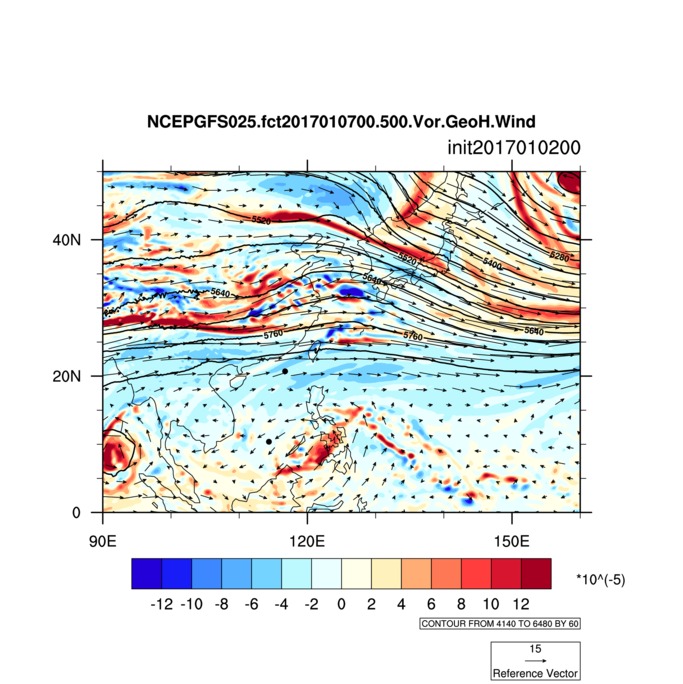 NCEPGFS025.fct2017010700.500.Vor.GeoH.Wind
init2017010200
40N
20N
0
5520
5520
5400
5280
5640
5640
5640
5760
5760
90E 120E 150E
-12 -10 -8 -6 -4 -2 0 2 4 6 8 10 12
*10^(-5)
CONTOUR FROM 4140 TO 6480 BY 60
15
Reference Vector